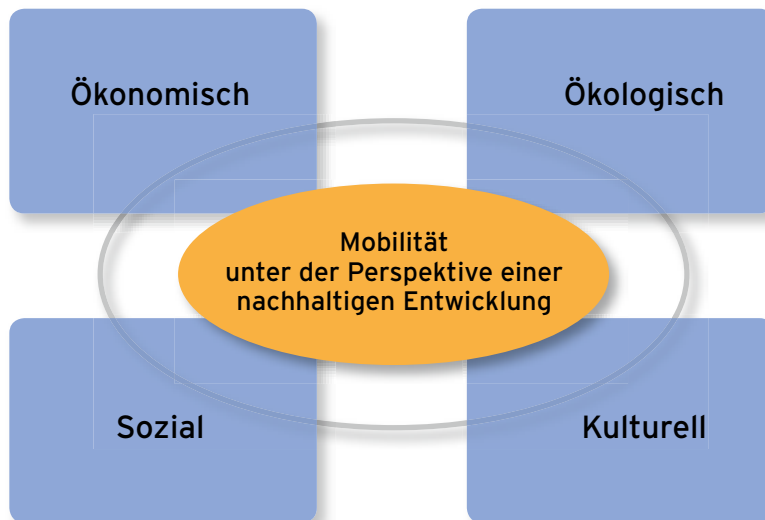 Ökonomisch
Ökologisch
Mobilität
unter der Perspektive einer
nachhaltigen Entwicklung
Sozial
Kulturell